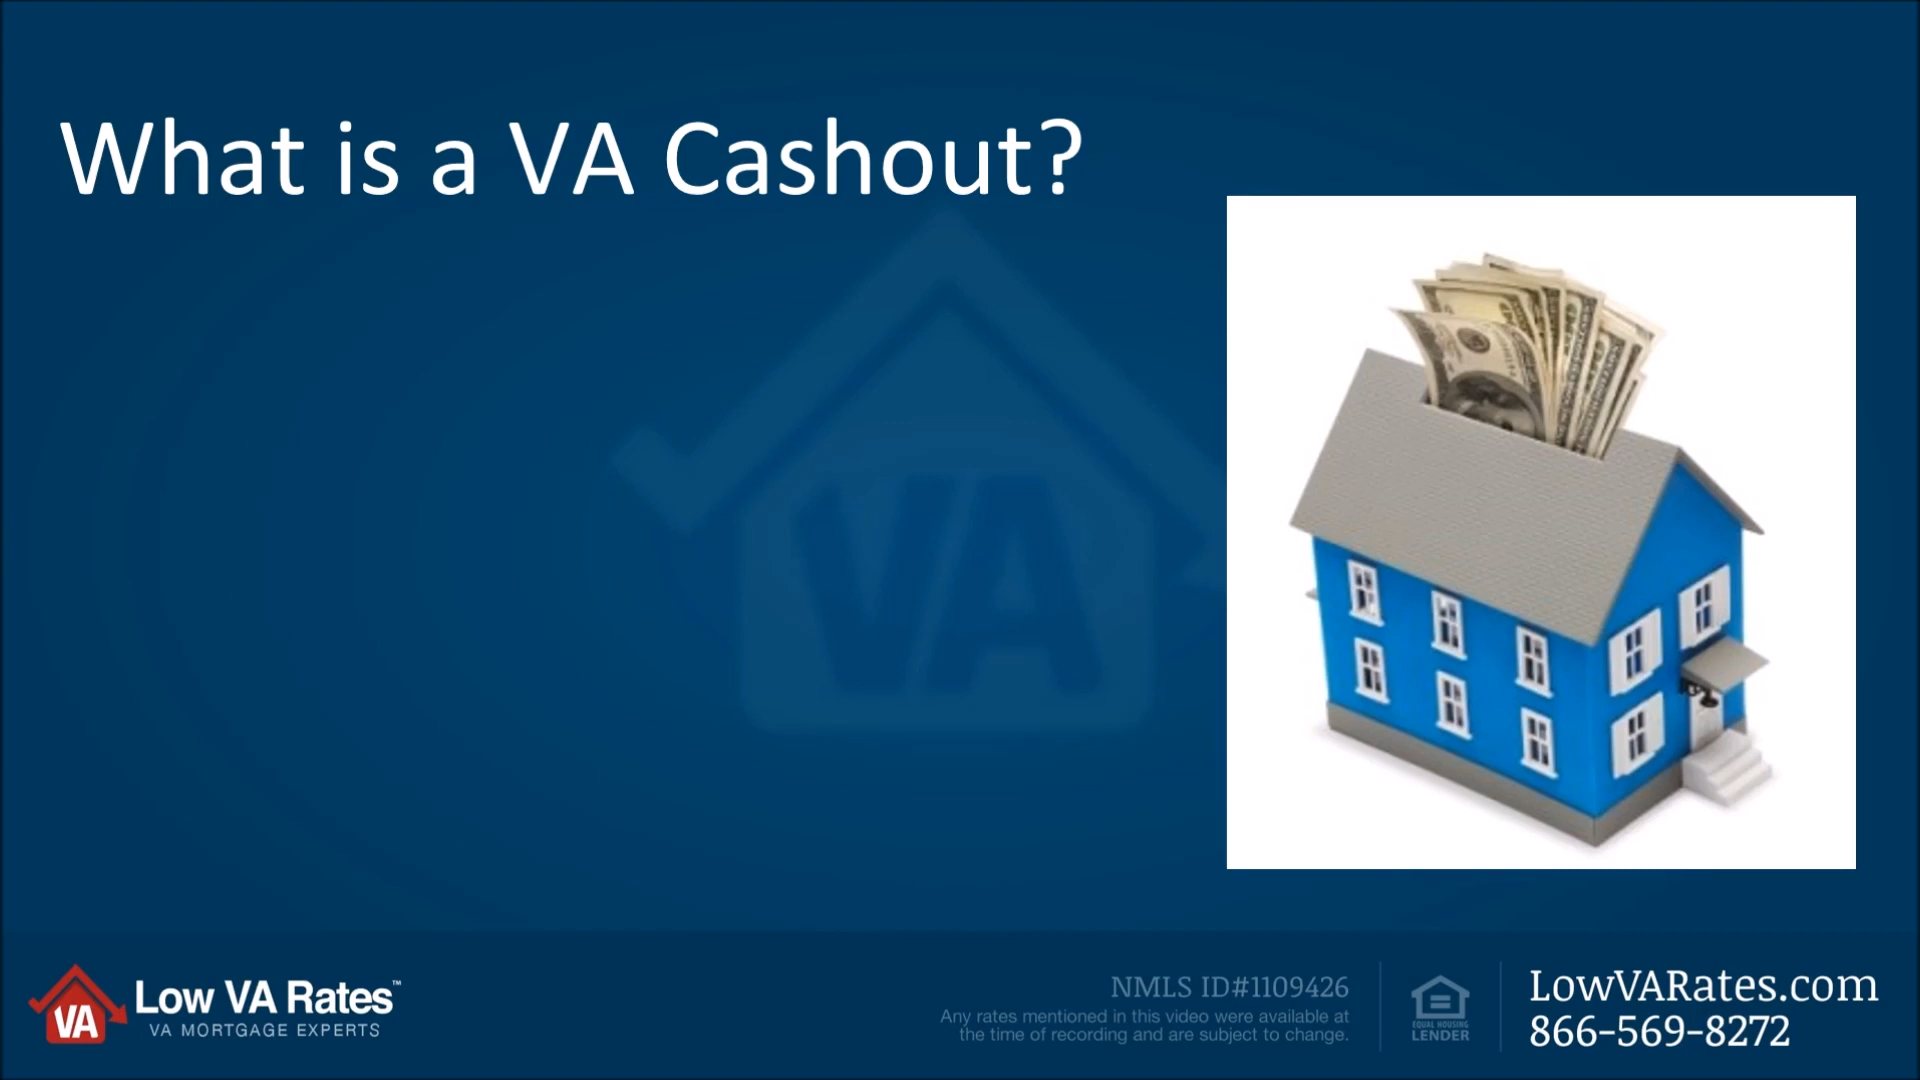 What is a VA Cashout?
VA
VA
Low VA Rates™
VA MORTGAGE EXPERTS
NMLS ID#1109426
Any rates mentioned in this video were available at
the time of recording and are subject to change.
EQUAL HOUSING
LENDER
LowVARates.com
866-569-8272